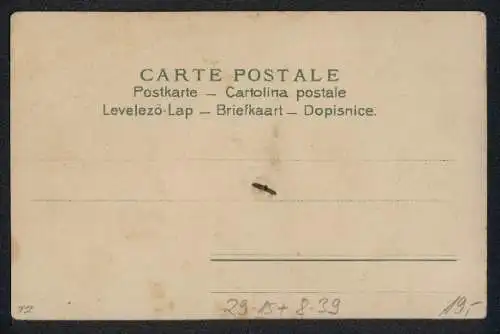 CARTE POSTALE
Postkarte — Cartolina postale
Levelező-Lap — Briefkaart — Dopisnice.
29-15+ 8-39
19,-